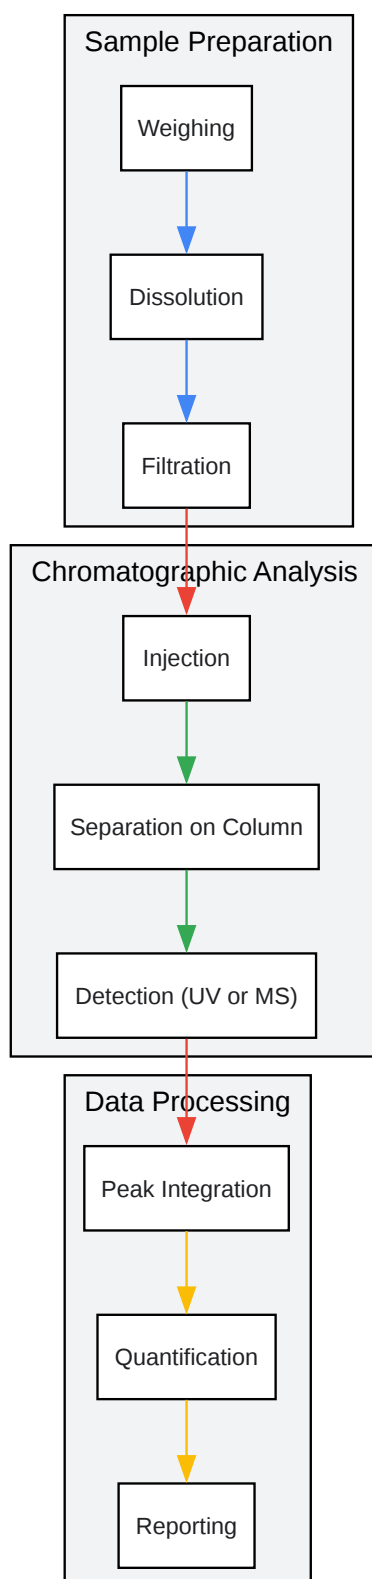 Sample Preparation
Weighing
Dissolution
Filtration
Chromatographic Analysis
Injection
Separation on Column
Detection (UV or MS)
Data Processing
Peak Integration
Quantification
Reporting